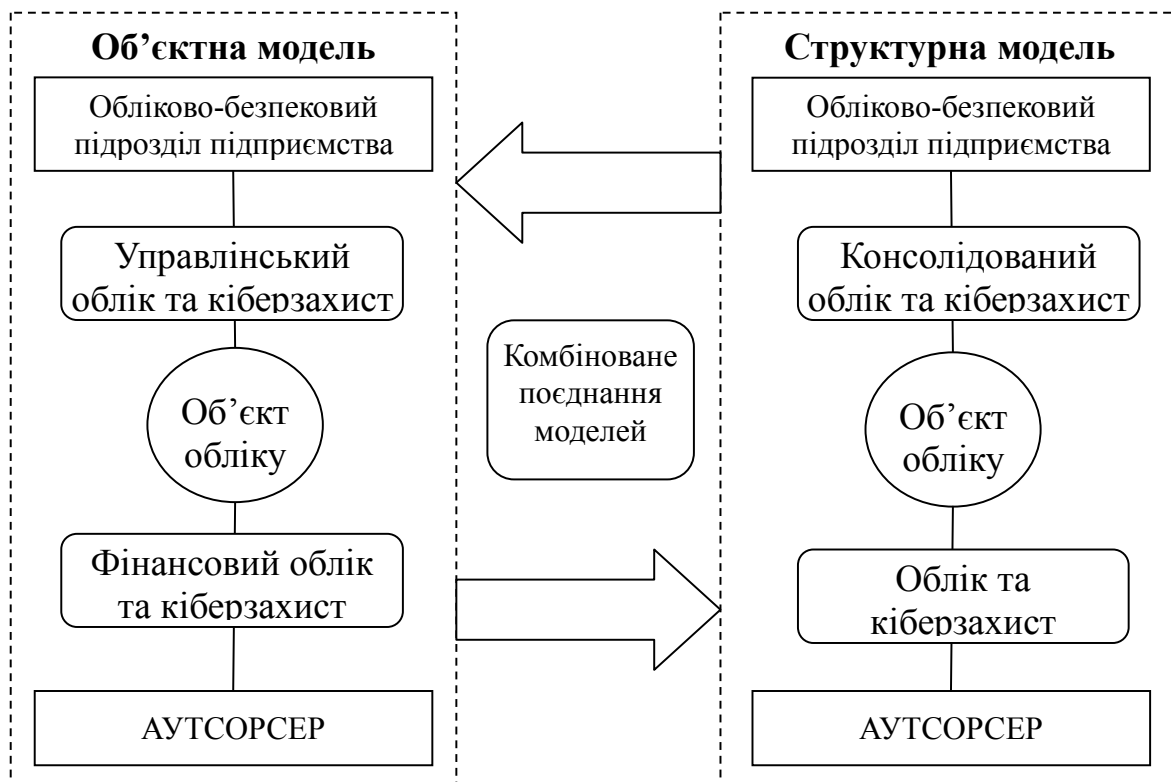 Об’єктна модель
Обліково-безпековий
підрозділ підприємства
Управлінський
облік та кіберзахист
Об’єкт
обліку
Фінансовий облік
та кіберзахист
АУТСОРСЕР
Комбіноване
поєднання
моделей
Структурна модель
Обліково-безпековий
підрозділ підприємства
Консолідований
облік та кіберзахист
Об’єкт
обліку
Облік та
кіберзахист
АУТСОРСЕР